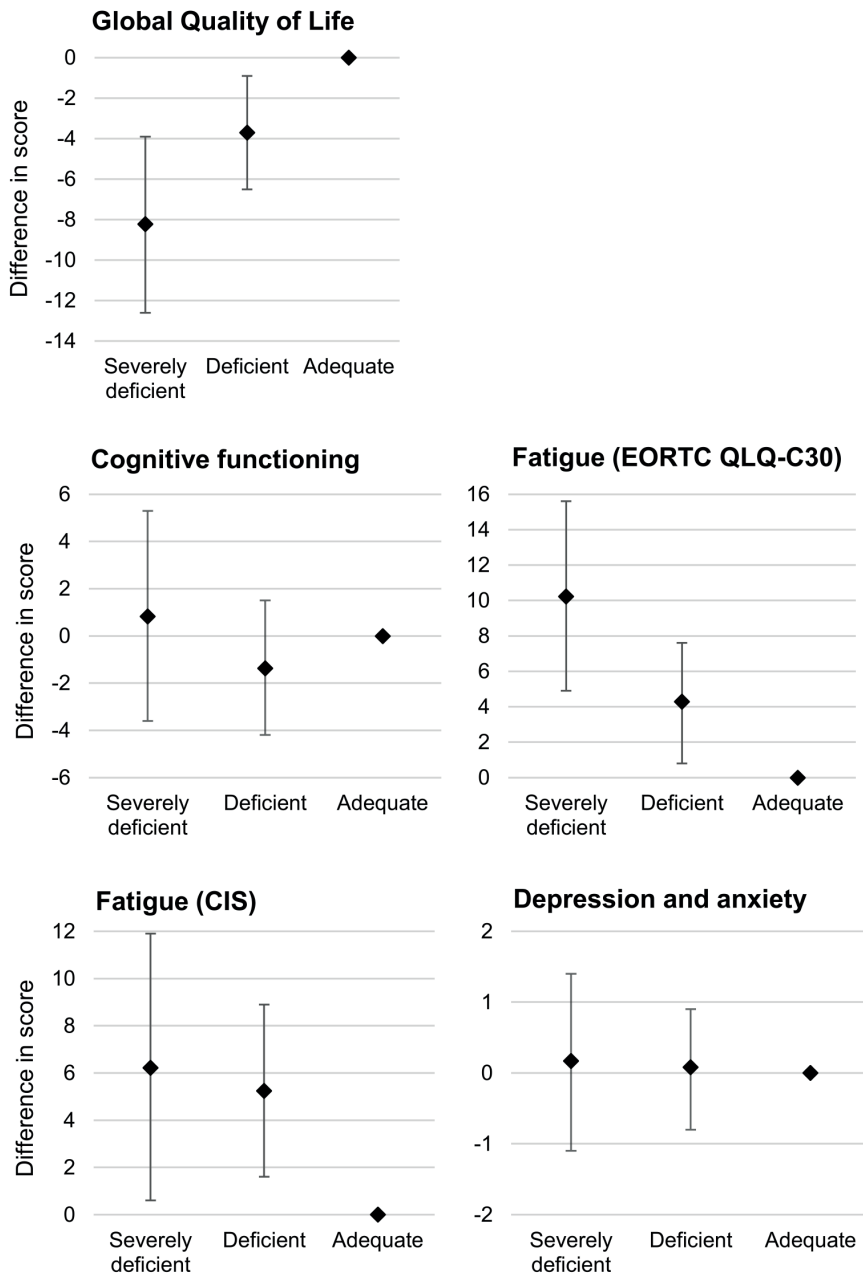 Global Quality of Life
Difference in score
0
-2
-4
-6
-8
-10
-12
-14
Severely deficient
Deficient
Adequate
Cognitive functioning
Difference in score
6
4
2
0
-2
-4
-6
Severely deficient
Deficient
Adequate
Fatigue (EORTC QLQ-C30)
16
14
12
10
8
6
4
2
0
Severely deficient
Deficient
Adequate
Fatigue (CIS)
Difference in score
12
10
8
6
4
2
0
Severely deficient
Deficient
Adequate
Depression and anxiety
2
1
0
-1
-2
Severely deficient
Deficient
Adequate